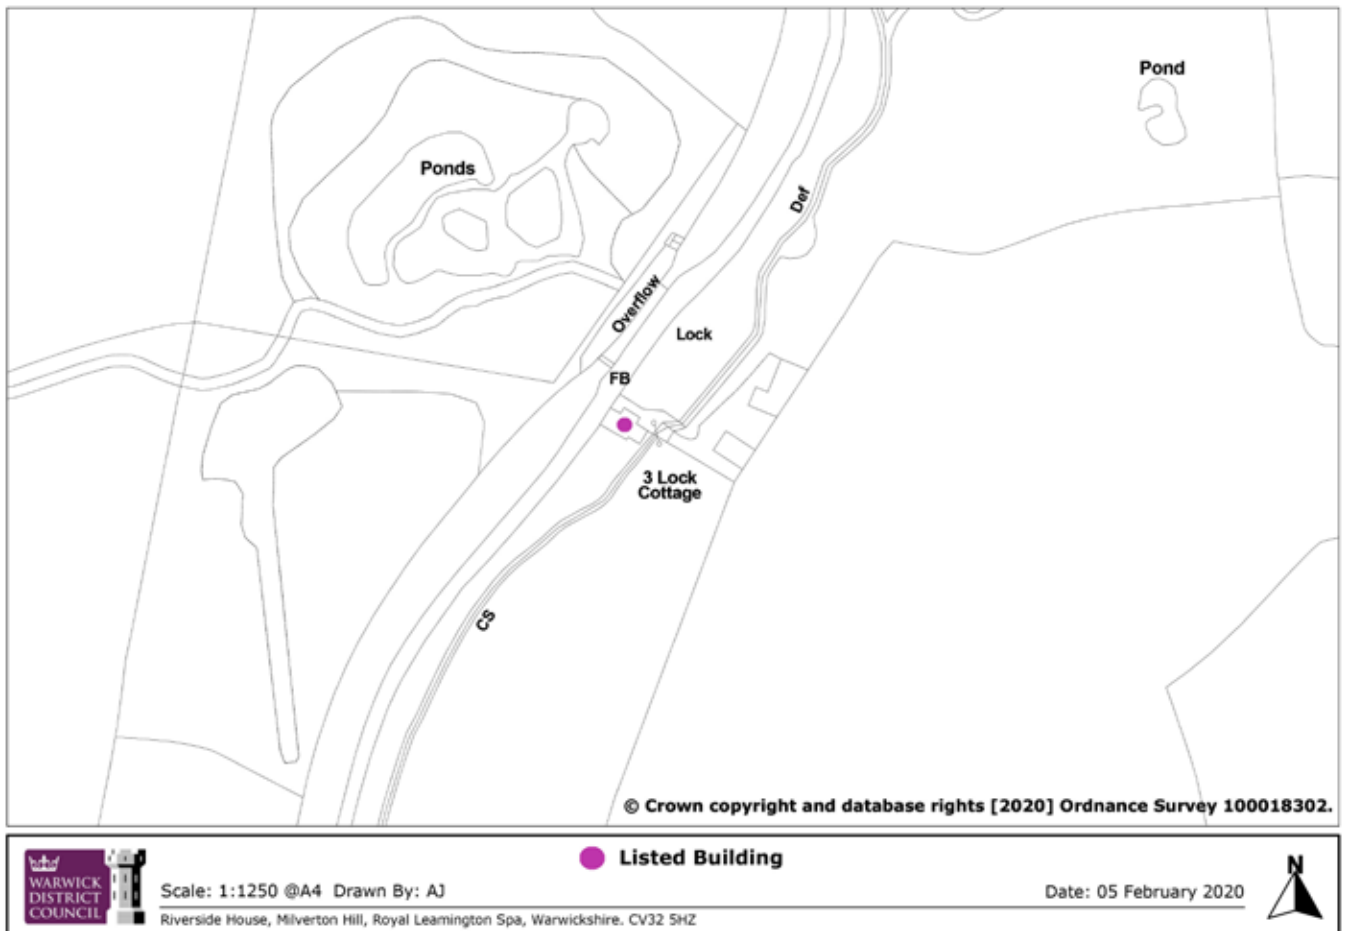 Pond
Ponds
Def
Overflow
Lock
FB
3 Lock
Cottage
CS
© Crown copyright and database rights [2020] Ordnance Survey 100018302.
Listed Building
WARWICK
DISTRICT
COUNCIL
Scale: 1:1250 @A4 Drawn By: AJ
Date: 05 February 2020
N
Riverside House, Milverton Hill, Royal Leamington Spa, Warwickshire. CV32 5HZ